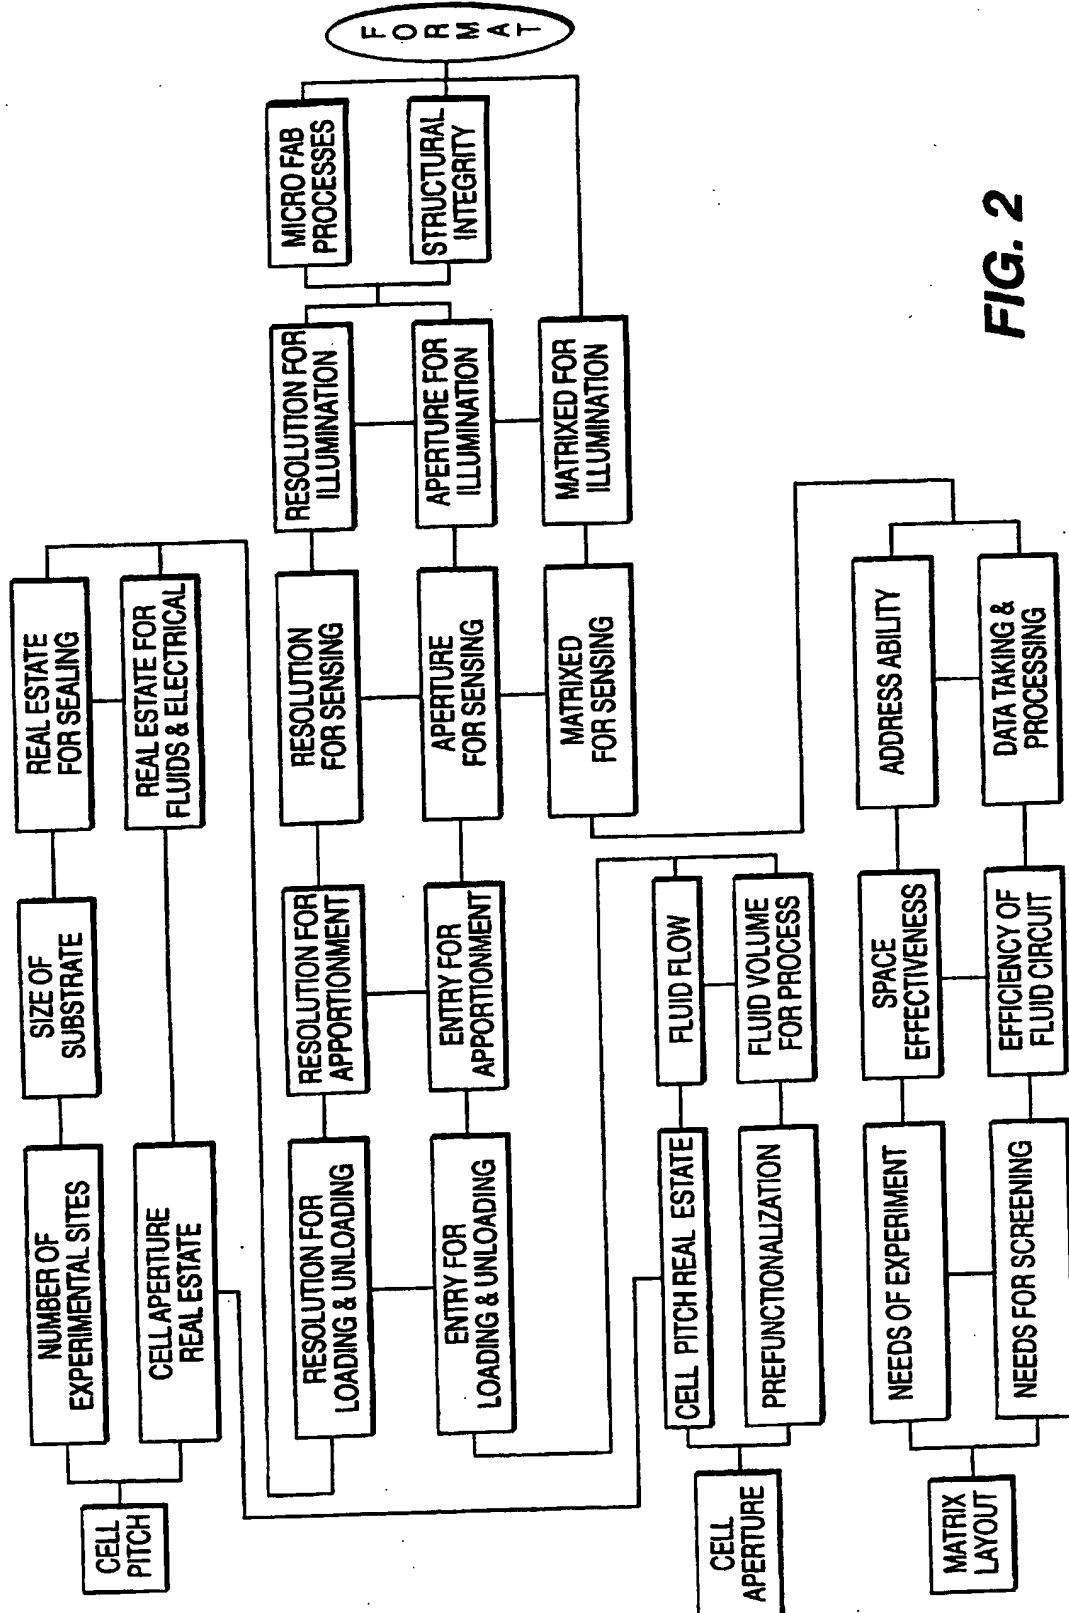 CELL
PITCH
NUMBER OF
EXPERIMENTAL SITES
SIZE OF
SUBSTRATE
REAL ESTATE
FOR SEALING
CELL APERTURE
REAL ESTATE
REAL ESTATE FOR
FLUIDS & ELECTRICAL
RESOLUTION FOR
LOADING & UNLOADING
RESOLUTION FOR
APPORTIONMENT
RESOLUTION
FOR SENSING
RESOLUTION FOR
ILLUMINATION
MICRO FAB
PROCESSES
ENTRY FOR
LOADING & UNLOADING
ENTRY FOR
APPORTIONMENT
APERTURE
FOR SENSING
APERTURE FOR
ILLUMINATION
STRUCTURAL
INTEGRITY
F
O
R
M
A
T
MATRIXED
FOR SENSING
MATRIXED FOR
ILLUMINATION
CELL
APERTURE
CELL PITCH REAL ESTATE
FLUID FLOW
PREFUNCTIONALIZATION
FLUID VOLUME
FOR PROCESS
MATRIX
LAYOUT
NEEDS OF EXPERIMENT
SPACE
EFFECTIVENESS
ADDRESS ABILITY
NEEDS FOR SCREENING
EFFICIENCY OF
FLUID CIRCUIT
DATA TAKING &
PROCESSING
FIG. 2